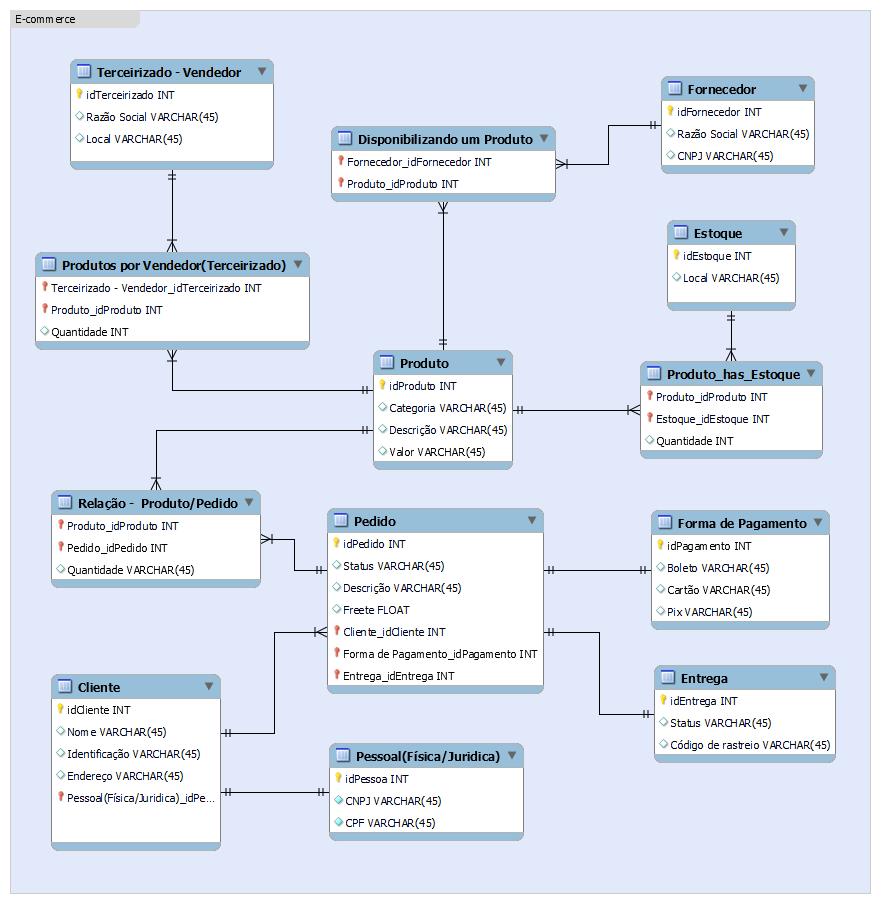 E-commerce
Terceirizado - Vendedor
idTerceirizado INT
Razão Social VARCHAR(45)
Local VARCHAR(45)
Disponibilizando um Produto
Fornecedor_idFornecedor INT
Produto_idProduto INT
Fornecedor
idFornecedor INT
Razão Social VARCHAR(45)
CNPJ VARCHAR(45)
Produtos por Vendedor(Terceirizado)
Terceirizado - Vendedor_idTerceirizado INT
Produto_idProduto INT
Quantidade INT
Estoque
idEstoque INT
Local VARCHAR(45)
Produto
idProduto INT
Categoria VARCHAR(45)
Descrição VARCHAR(45)
Valor VARCHAR(45)
Produto_has_Estoque
Produto_idProduto INT
Estoque_idEstoque INT
Quantidade INT
Relação - Produto/Pedido
Produto_idProduto INT
Pedido_idPedido INT
Quantidade VARCHAR(45)
Pedido
idPedido INT
Status VARCHAR(45)
Descrição VARCHAR(45)
Freete FLOAT
Cliente_idCliente INT
Forma de Pagamento_idPagamento INT
Entrega_idEntrega INT
Forma de Pagamento
idPagamento INT
Boleto VARCHAR(45)
Cartão VARCHAR(45)
Pix VARCHAR(45)
Cliente
idCliente INT
Nome VARCHAR(45)
Identificação VARCHAR(45)
Endereço VARCHAR(45)
Pessoal(Física/Juridica)_idPe...
Entrega
idEntrega INT
Status VARCHAR(45)
Código de rastreio VARCHAR(45)
Pessoal(Física/Juridica)
idPessoa INT
CNPJ VARCHAR(45)
CPF VARCHAR(45)